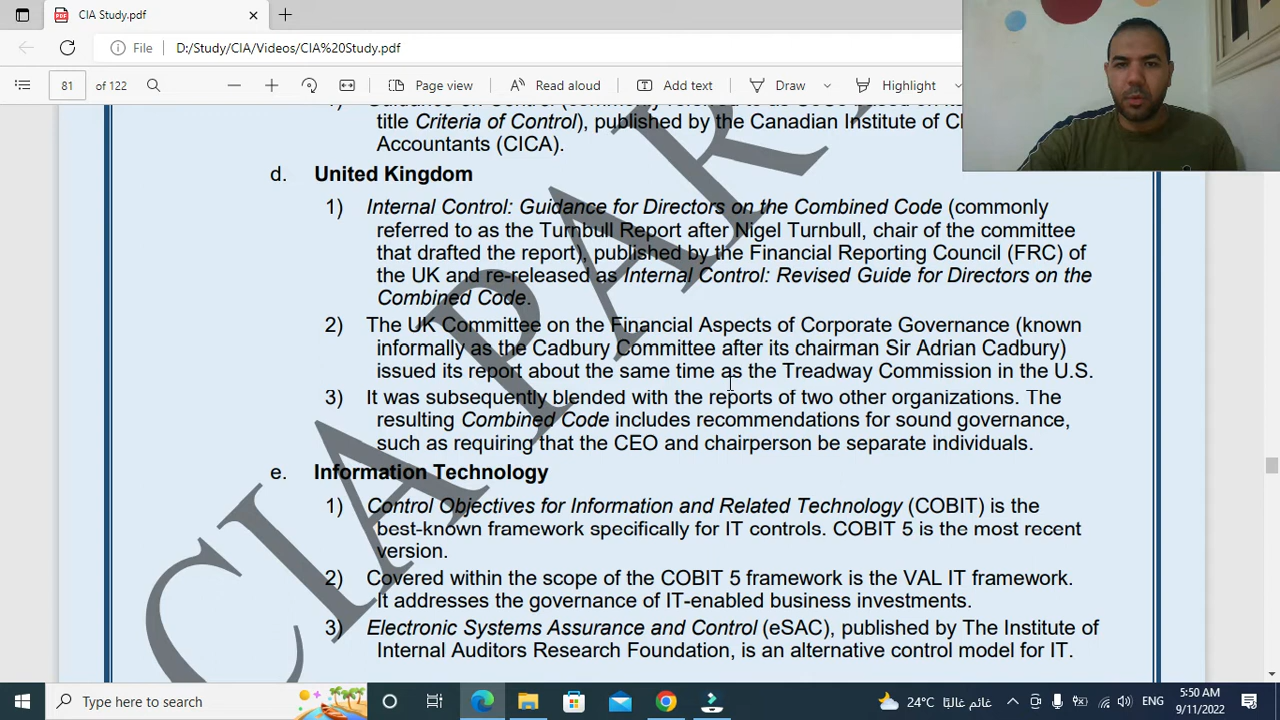 CIA Study.pdf
File
D:/Study/CIA/Videos/CIA%20Study.pdf
81 of 122
Page view
Read aloud
Add text
Draw
Highlight
title Criteria of Control), published by the Canadian Institute of
Accountants (CICA).
d. United Kingdom
1) Internal Control: Guidance for Directors on the Combined Code (commonly
referred to as the Turnbull Report after Nigel Turnbull, chair of the committee
that drafted the report), published by the Financial Reporting Council (FRC) of
the UK and re-released as Internal Control: Revised Guide for Directors on the
Combined Code.
2) The UK Committee on the Financial Aspects of Corporate Governance (known
informally as the Cadbury Committee after its chairman Sir Adrian Cadbury)
issued its report about the same time as the Treadway Commission in the U.S.
3) It was subsequently blended with the reports of two other organizations. The
resulting Combined Code includes recommendations for sound governance,
such as requiring that the CEO and chairperson be separate individuals.
e. Information Technology
1) Control Objectives for Information and Related Technology (COBIT) is the
best-known framework specifically for IT controls. COBIT 5 is the most recent
version.
2) Covered within the scope of the COBIT 5 framework is the VAL IT framework.
It addresses the governance of IT-enabled business investments.
3) Electronic Systems Assurance and Control (eSAC), published by The Institute of
Internal Auditors Research Foundation, is an alternative control model for IT.
CIA PAR
Type here to search
24°C غائم غالبًا
ENG
5:50 AM
9/11/2022